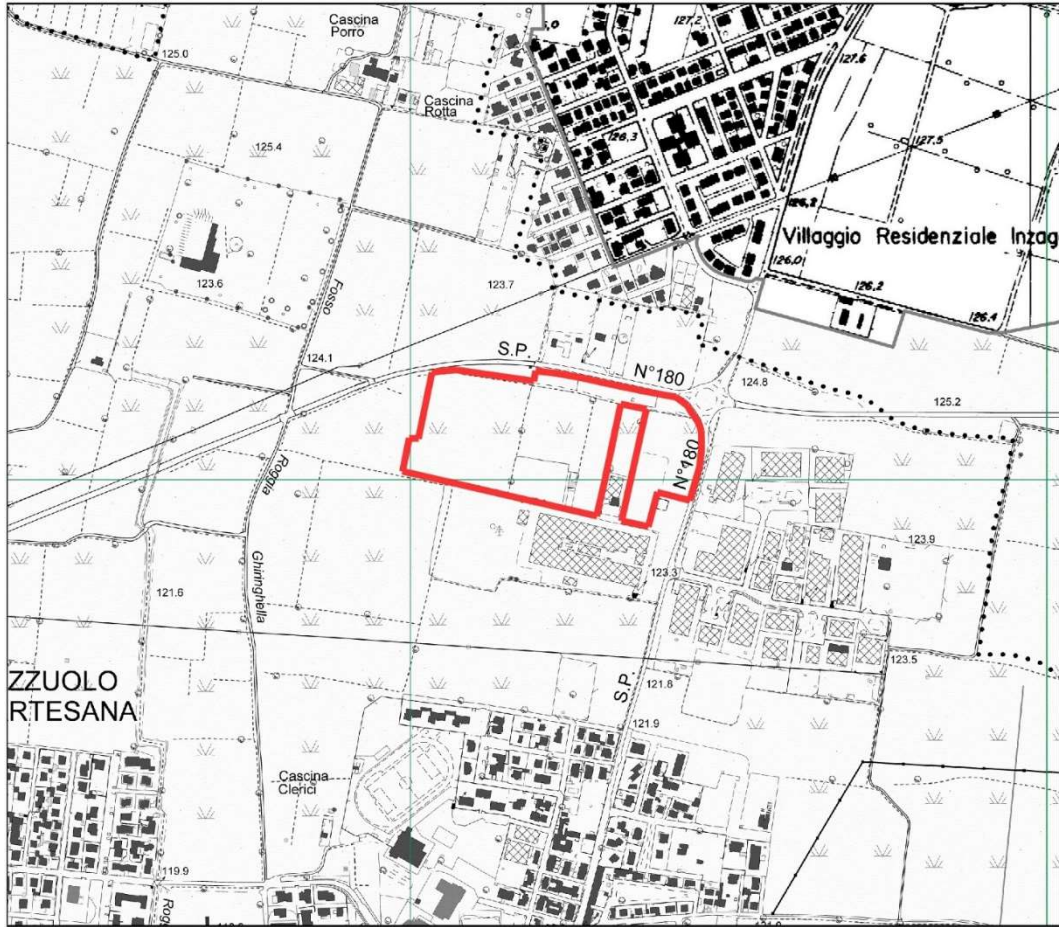 Cascina
Porro
127,2
125.0
127,6
Cascina
Rotta
126,3
127,5
125.4
126,2
Villaggio Residenziale Inzag
126,0
123.6
Fosso
123.7
126,2
126,4
124.1
S.P.
N°180
124.8
125.2
N°180
Roggia
123.9
Ghiringhella
121.6
123.3
123.5
ZZUOLO
RTESANA
S.P.
121.8
121.9
Cascina
Clerici
119.9